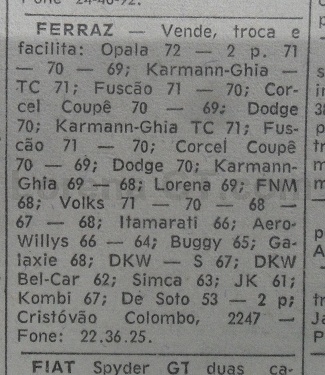 Fone 24-40-92.
FERRAZ — Vende, troca e
facilita: Opala 72 — 2 p. 71
— 70 — 69; Karmann-Ghia —
TC 71; Fuscão 71 — 70; Cor-
cel Coupê 70 — 69; Dodge
70; Karmann-Ghia TC 71; Fus-
cão 71 — 70; Corcel Coupê
70 — 69; Dodge 70; Karmann-
Ghia 69 — 68; Lorena 69; FNM
68; Volks 71 — 70 — 68 —
67 — 68; Itamarati 66; Aero-
Willys 66 — 64; Buggy 65; Ga-
laxie 68; DKW — S 67; DKW
Bel-Car 62; Simca 63; JK 61;
Kombi 67; De Soto 53 — 2 p;
Cristóvão Colombo, 2247 —
Fone: 22.36.25.
FIAT Spyder GT duas ca-